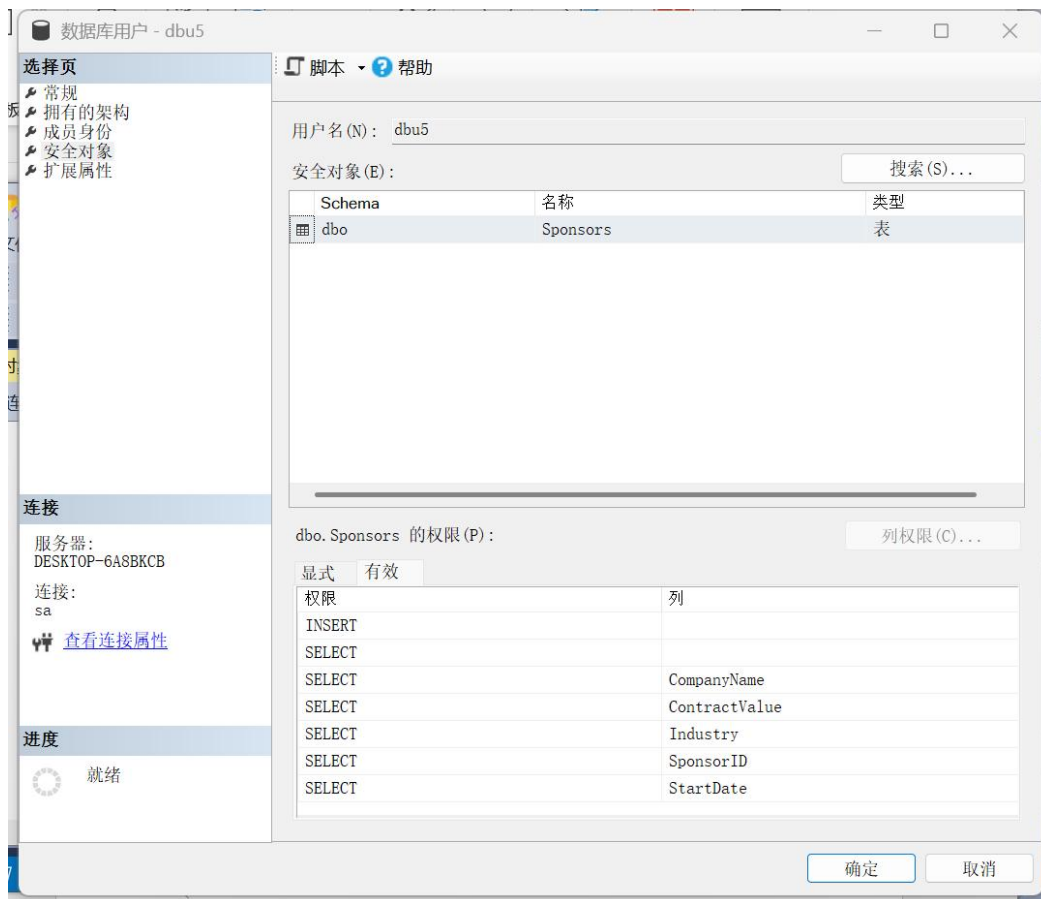 数据库用户 - dbu5
选择页
常规
拥有的架构
成员身份
安全对象
扩展属性
脚本 帮助
用户名(N): dbu5
安全对象(E):
搜索(S)...
Schema 名称 类型
dbo Sponsors 表
连接
服务器:
DESKTOP-6A8BKCB
连接:
sa
查看连接属性
进度
就绪
dbo.Sponsors 的权限(P):
列权限(C)...
显式 有效
权限 列
INSERT
SELECT
SELECT CompanyName
SELECT ContractValue
SELECT Industry
SELECT SponsorID
SELECT StartDate
确定 取消